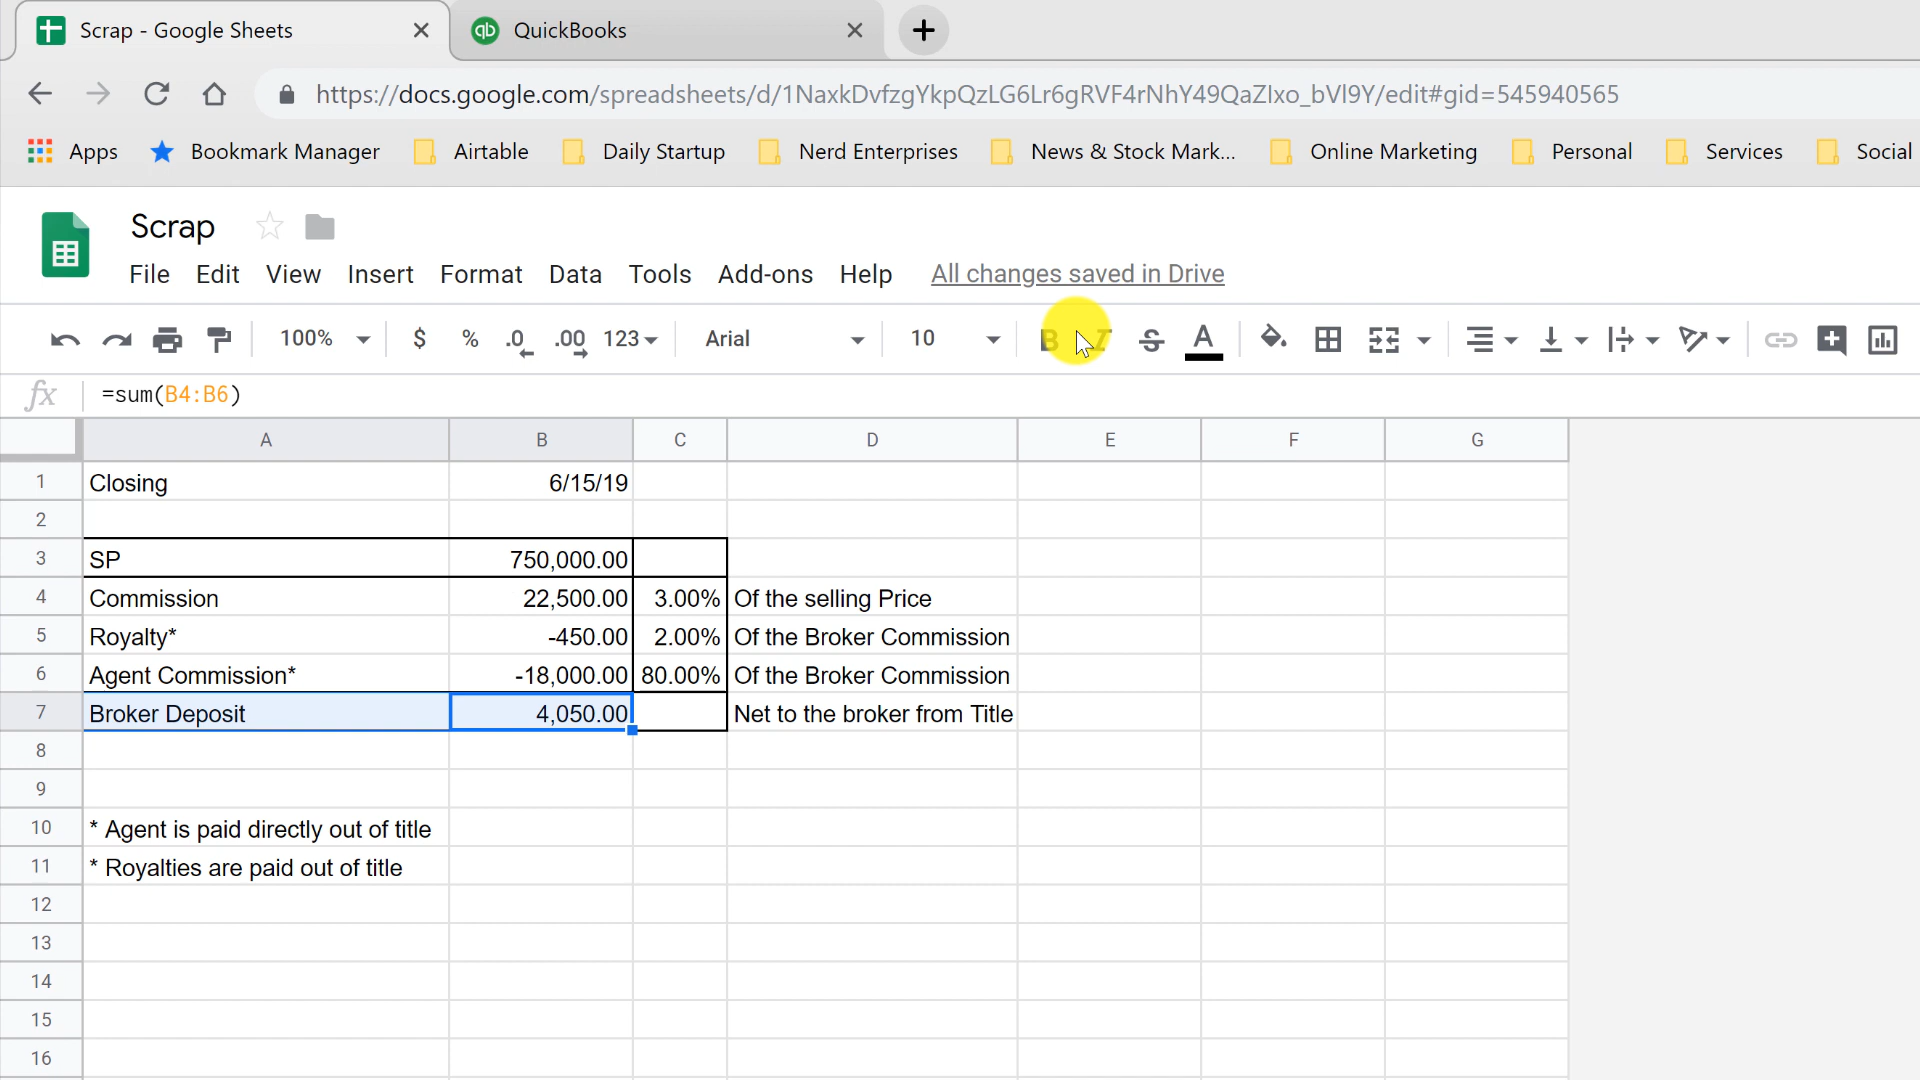 Scrap - Google Sheets
QuickBooks
https://docs.google.com/spreadsheets/d/1NaxkDvfzgYkpQzLG6Lr6gRVF4rNhY49QaZIxo_bVl9Y/edit#gid=545940565
Apps Bookmark Manager Airtable Daily Startup Nerd Enterprises News & Stock Mark... Online Marketing Personal Services Social
Scrap
File Edit View Insert Format Data Tools Add-ons Help All changes saved in Drive
100% $ % .0 .00 123 Arial 10 B I S A
fx =sum(B4:B6)
A B C D E F G
1 Closing 6/15/19
2
3 SP 750,000.00
4 Commission 22,500.00 3.00% Of the selling Price
5 Royalty* -450.00 2.00% Of the Broker Commission
6 Agent Commission* -18,000.00 80.00% Of the Broker Commission
7 Broker Deposit 4,050.00 Net to the broker from Title
8
9
10 * Agent is paid directly out of title
11 * Royalties are paid out of title
12
13
14
15
16